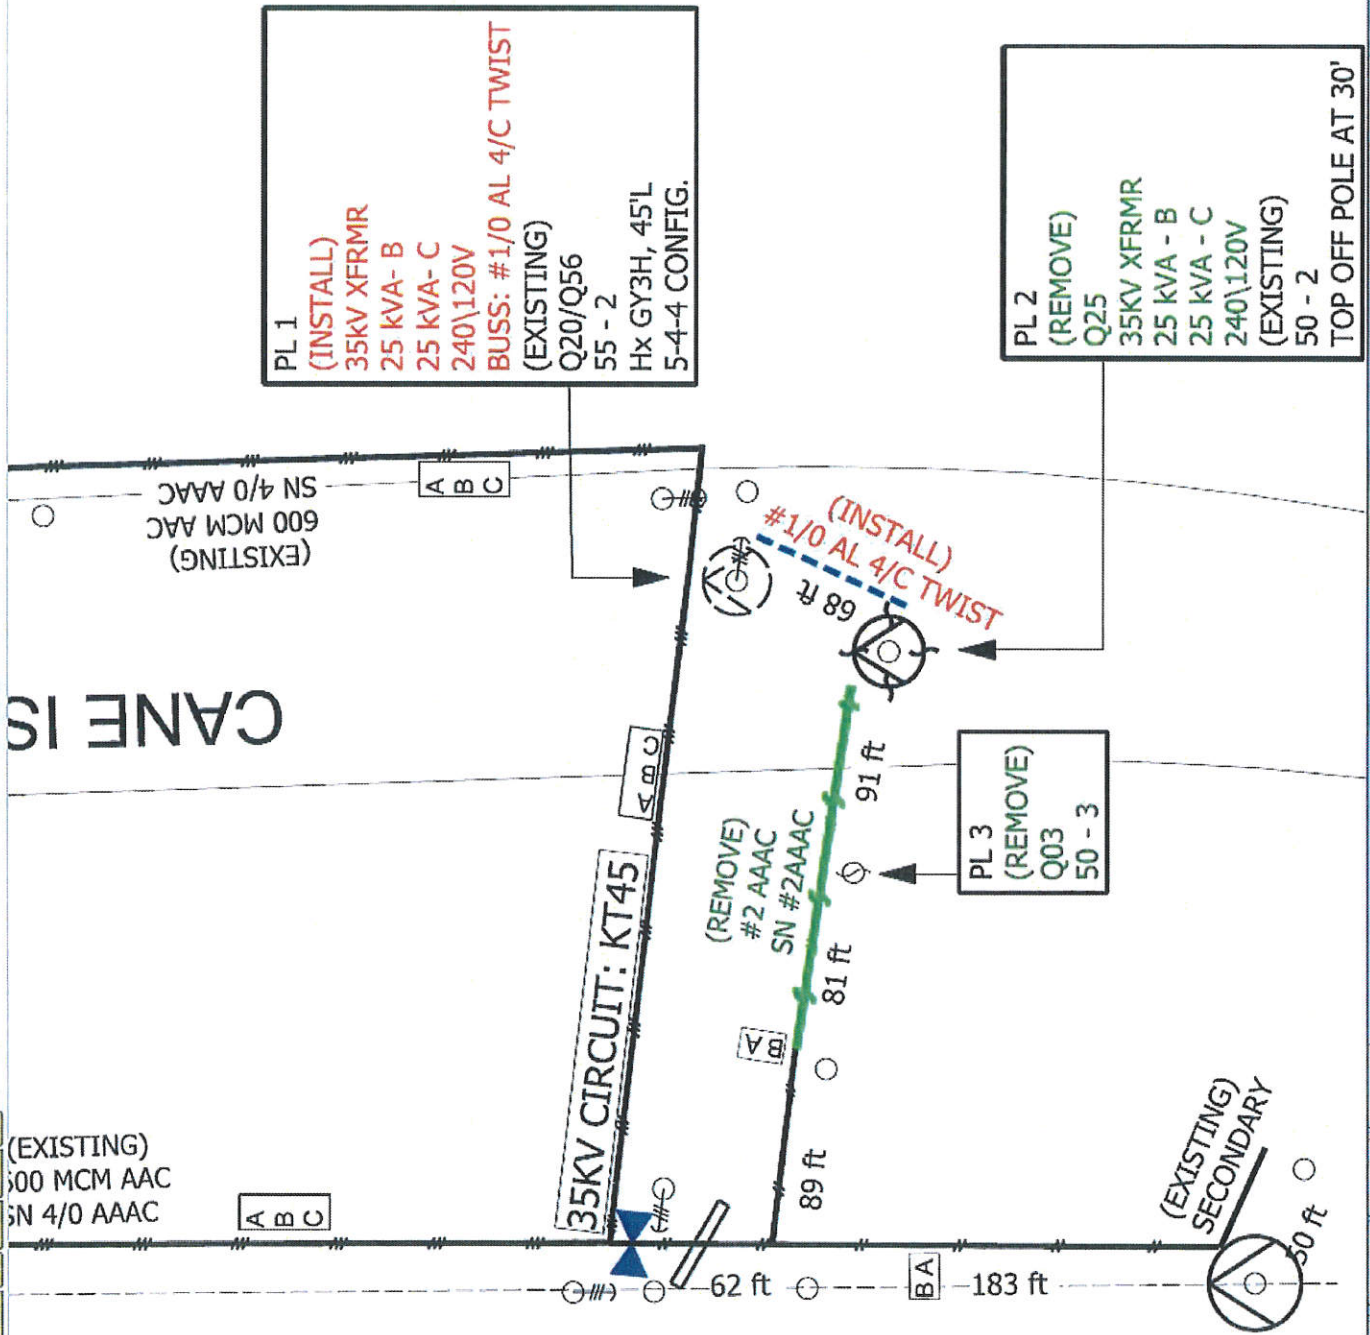 PL 1
(INSTALL)
35kV XFRMR
25 kVA- B
25 kVA- C
240\120V
BUSS: #1/0 AL 4/C TWIST
(EXISTING)
Q20/Q56
55 - 2
Hx GY3H, 45'L
5-4-4 CONFIG.
PL 2
(REMOVE)
Q25
35KV XFRMR
25 kVA - B
25 kVA - C
240\120V
(EXISTING)
50 - 2
TOP OFF POLE AT 30'
(EXISTING)
600 MCM AAC
SN 4/0 AAAC
A
B
C
(INSTALL)
#1/0 AL 4/C TWIST
68 ft
CANE IS
A
B
C
35KV CIRCUIT: KT45
(REMOVE)
#2 AAAC
SN #2AAAC
91 ft
81 ft
PL 3
(REMOVE)
Q03
50 - 3
BA
89 ft
(EXISTING)
00 MCM AAC
SN 4/0 AAAC
A
B
C
62 ft
BA
183 ft
(EXISTING)
SECONDARY
50 ft